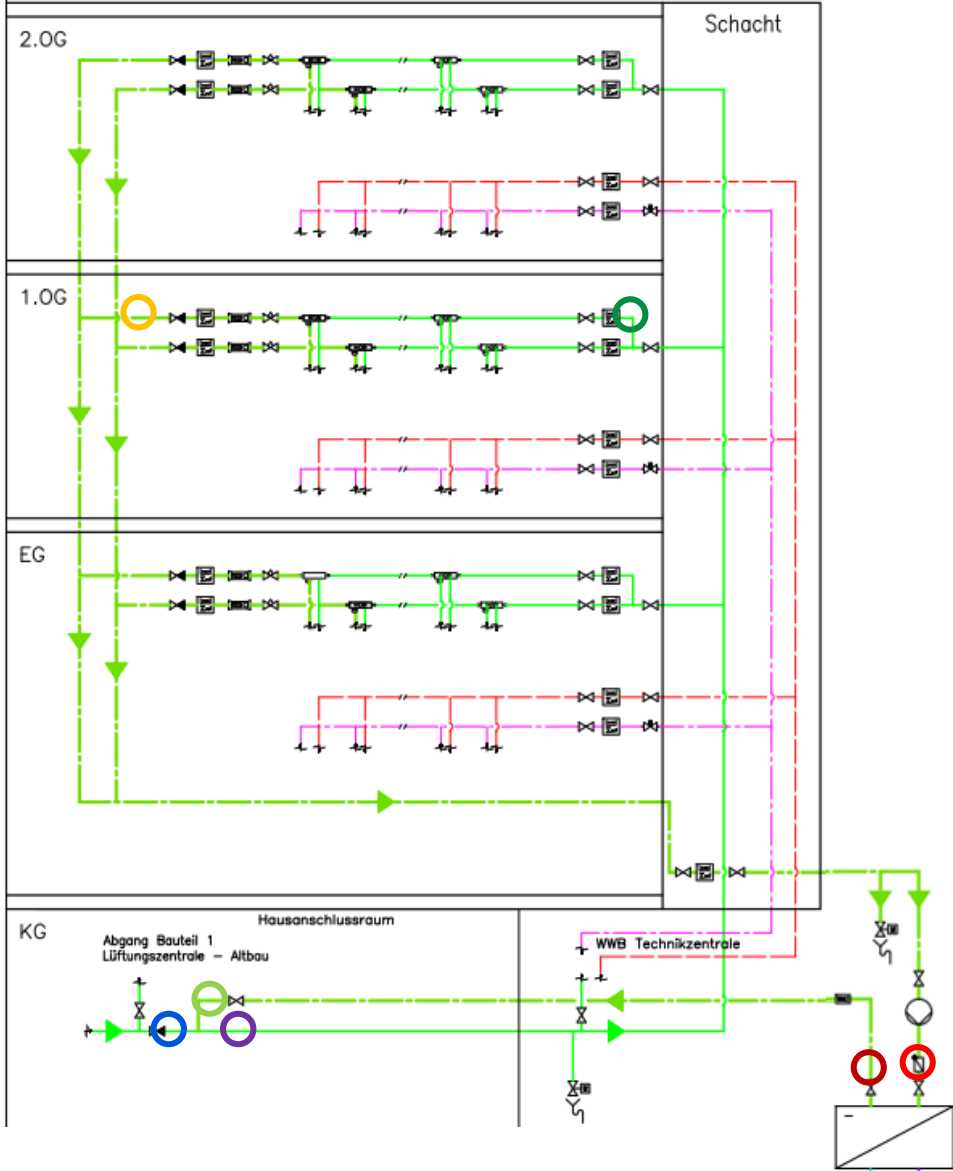 2.OG
Schacht
1.OG
EG
KG
Hausanschlussraum
Abgang Bauteil 1
Lüftungszentrale – Altbau
WWB Technikzentrale